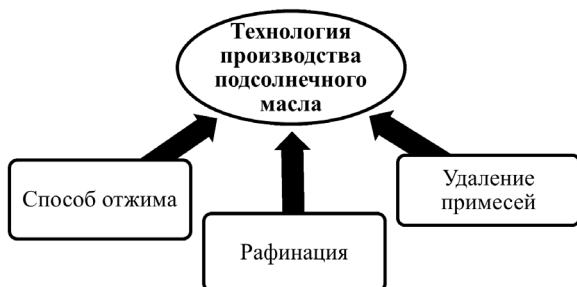 Технология
производства
подсолнечного
масла
Способ отжима
Рафинация
Удаление
примесей